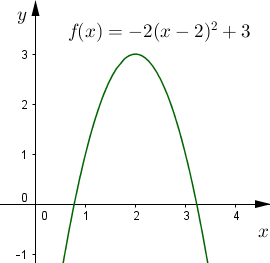 y
f(x) = −2(x − 2)² + 3
3
2
1
0
0 1 2 3 4
-1
x